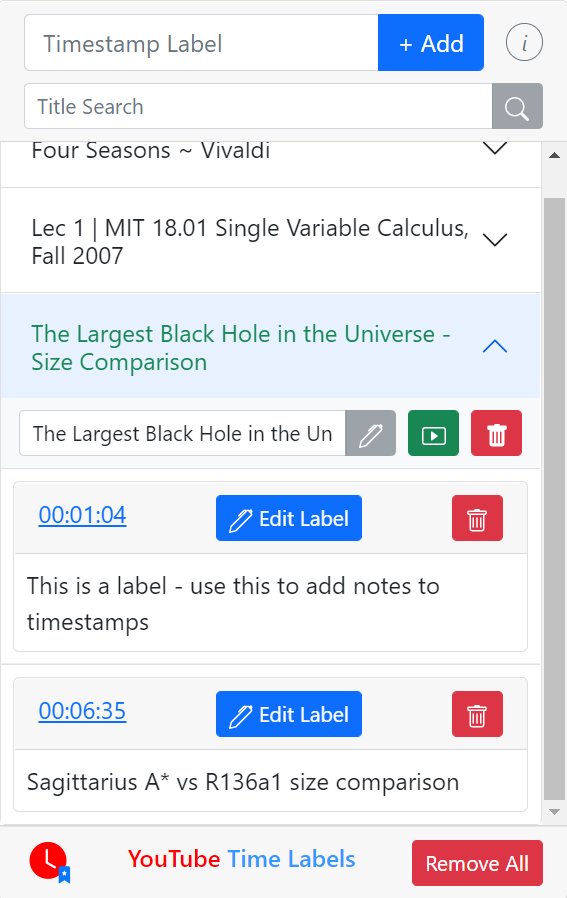 Timestamp Label
+ Add
i
Title Search
Four Seasons ~ Vivaldi
Lec 1 | MIT 18.01 Single Variable Calculus,
Fall 2007
The Largest Black Hole in the Universe -
Size Comparison
The Largest Black Hole in the Un
00:01:04
Edit Label
This is a label - use this to add notes to
timestamps
00:06:35
Edit Label
Sagittarius A* vs R136a1 size comparison
YouTube Time Labels
Remove All